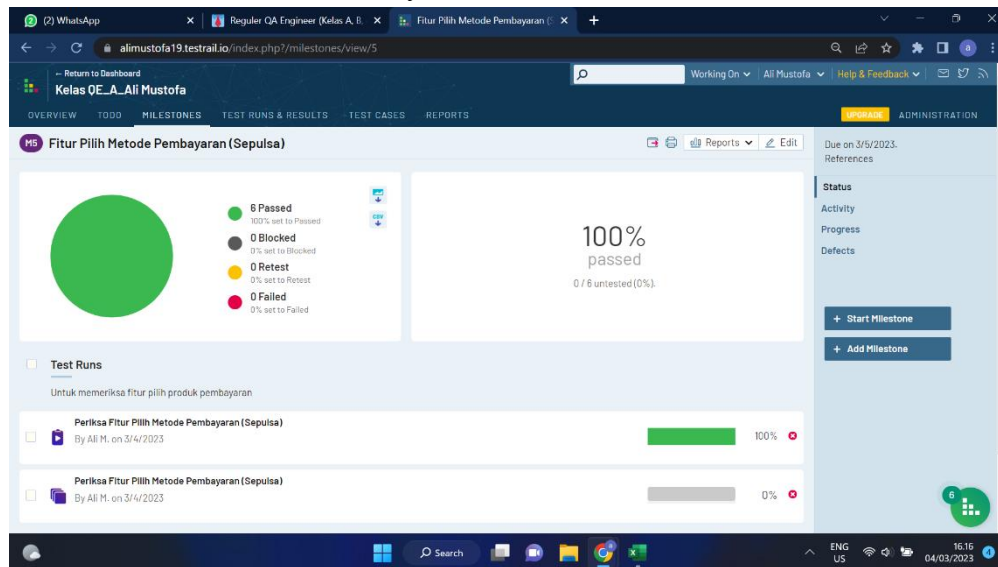 (2) WhatsApp
Reguler QA Engineer (Kelas A, B,
Fitur Pilih Metode Pembayaran (S
alimustofa19.testrail.io/index.php?/milestones/view/5
← Return to Dashboard
Kelas QE_A_Ali Mustofa
Working On
Ali Mustofa
Help & Feedback
OVERVIEW TODO MILESTONES TEST RUNS & RESULTS TEST CASES REPORTS
UPGRADE ADMINISTRATION
M5 Fitur Pilih Metode Pembayaran (Sepulsa)
Reports Edit
6 Passed
100% set to Passed
0 Blocked
0% set to Blocked
0 Retest
0% set to Retest
0 Failed
0% set to Failed
CSV
100%
passed
0 / 6 untested (0%).
Due on 3/5/2023.
References
Status
Activity
Progress
Defects
+ Start Milestone
+ Add Milestone
Test Runs
Untuk memeriksa fitur pilih produk pembayaran
Periksa Fitur Pilih Metode Pembayaran (Sepulsa)
By Ali M. on 3/4/2023
100%
Periksa Fitur Pilih Metode Pembayaran (Sepulsa)
By Ali M. on 3/4/2023
0%
6
Search
ENG
US
16.16
04/03/2023
4